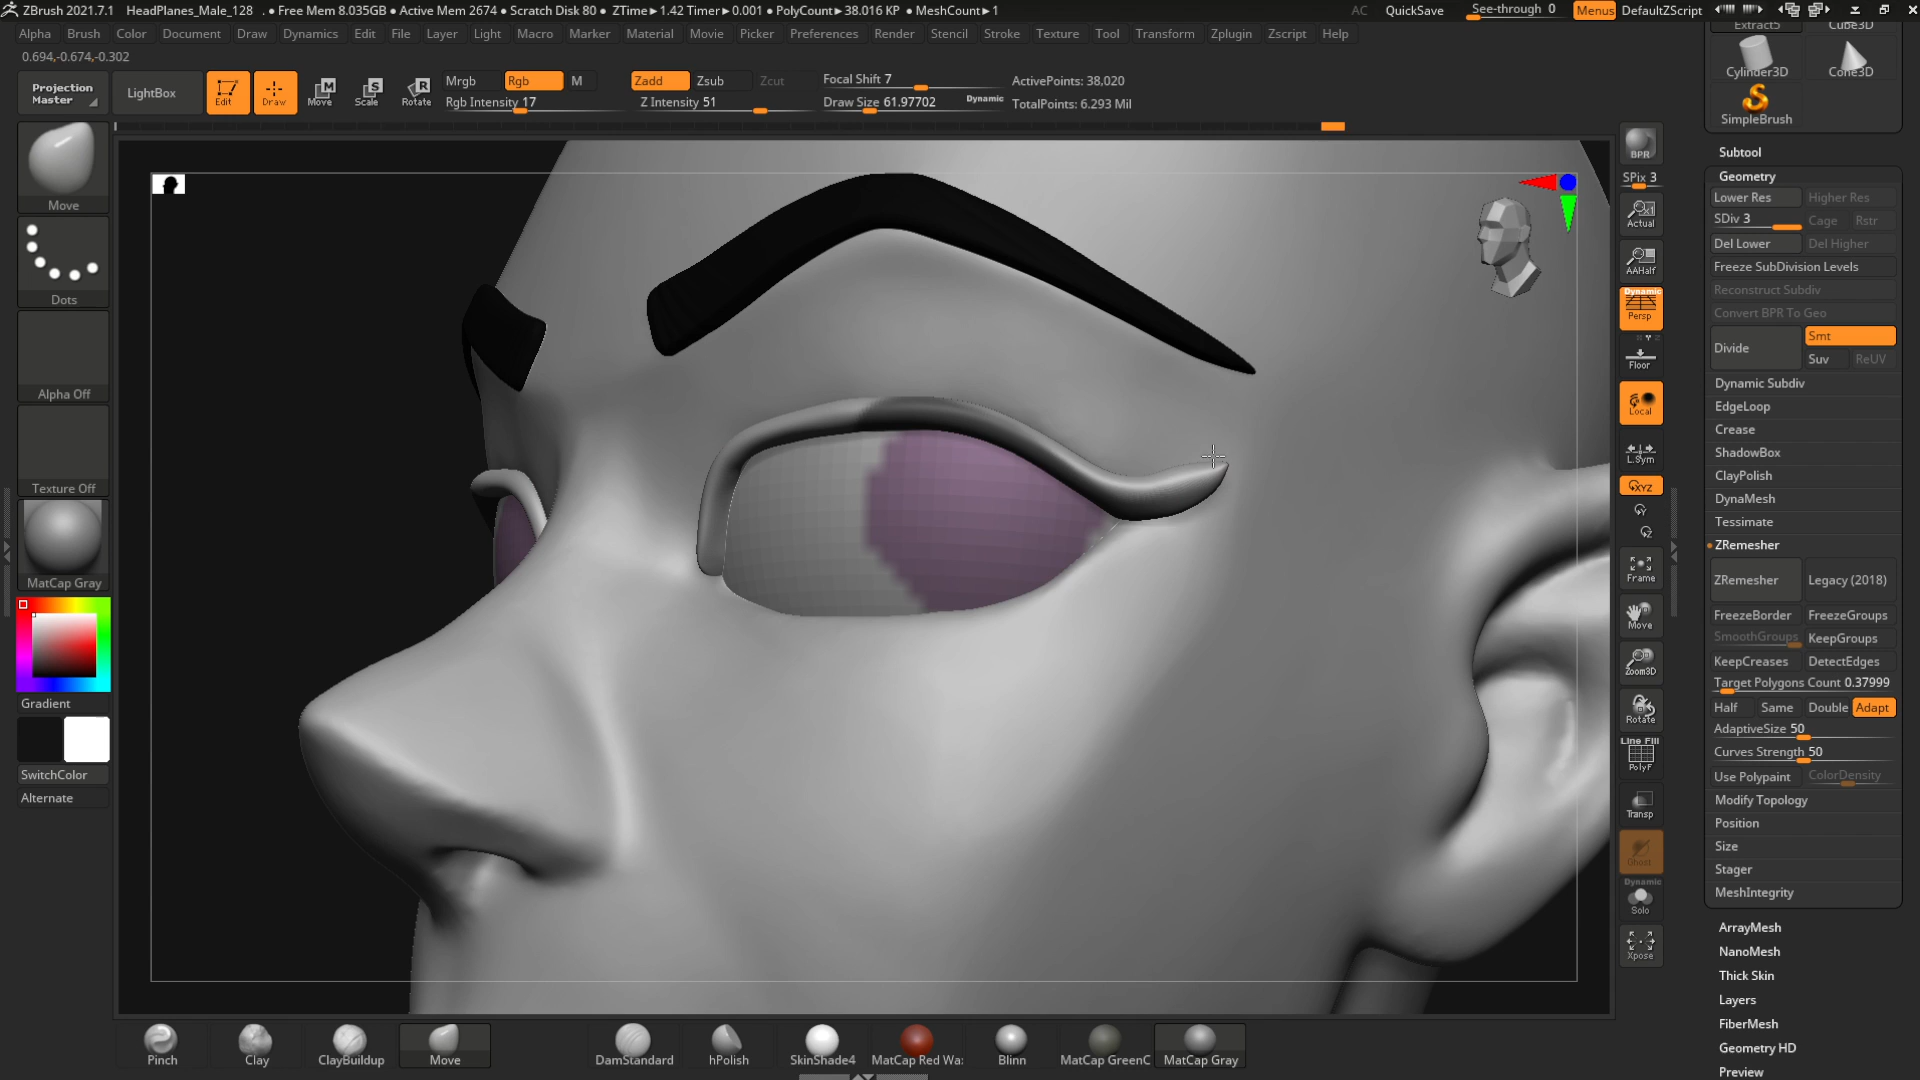 ZBrush 2021.7.1 HeadPlanes_Male_128 . ● Free Mem 8.035GB ● Active Mem 2674 ● Scratch Disk 80 ● ZTime►1.42 Timer►0.001 ● PolyCount►38.016 KP ● MeshCount►1 AC QuickSave See-through 0 Menus DefaultZScript
Alpha Brush Color Document Draw Dynamics Edit File Layer Light Macro Marker Material Movie Picker Preferences Render Stencil Stroke Texture Tool Transform Zplugin Zscript Help
0.694,-0.674,-0.302
Projection Master
LightBox
Edit
Draw
Move
Scale
Rotate
Mrgb Rgb M
Rgb Intensity 17
Zadd Zsub Zcut
Z Intensity 51
Focal Shift 7
Draw Size 61.97702 Dynamic
ActivePoints: 38,020
TotalPoints: 6.293 Mil
Move
Dots
Alpha Off
Texture Off
MatCap Gray
Gradient
SwitchColor
Alternate
BPR
SPix 3
Actual
AAHalf
Dynamic
Persp
Floor
Local
L.Sym
XYZ
Frame
Move
Zoom3D
Rotate
Line Fill
PolyF
Transp
Ghost
Dynamic
Solo
Xpose
Extract5 Cube3D
Cylinder3D Cone3D
SimpleBrush
Subtool
Geometry
Lower Res Higher Res
SDiv 3 Cage Rstr
Del Lower Del Higher
Freeze SubDivision Levels
Reconstruct Subdiv
Convert BPR To Geo
Divide Smt
Suv ReUV
Dynamic Subdiv
EdgeLoop
Crease
ShadowBox
ClayPolish
DynaMesh
Tessimate
ZRemesher
ZRemesher Legacy (2018)
FreezeBorder FreezeGroups
SmoothGroups KeepGroups
KeepCreases DetectEdges
Target Polygons Count 0.37999
Half Same Double Adapt
AdaptiveSize 50
Curves Strength 50
Use Polypaint ColorDensity
Modify Topology
Position
Size
Stager
MeshIntegrity
ArrayMesh
NanoMesh
Thick Skin
Layers
FiberMesh
Geometry HD
Preview
Pinch Clay ClayBuildup Move DamStandard hPolish SkinShade4 MatCap Red Wa: Blinn MatCap GreenC MatCap Gray